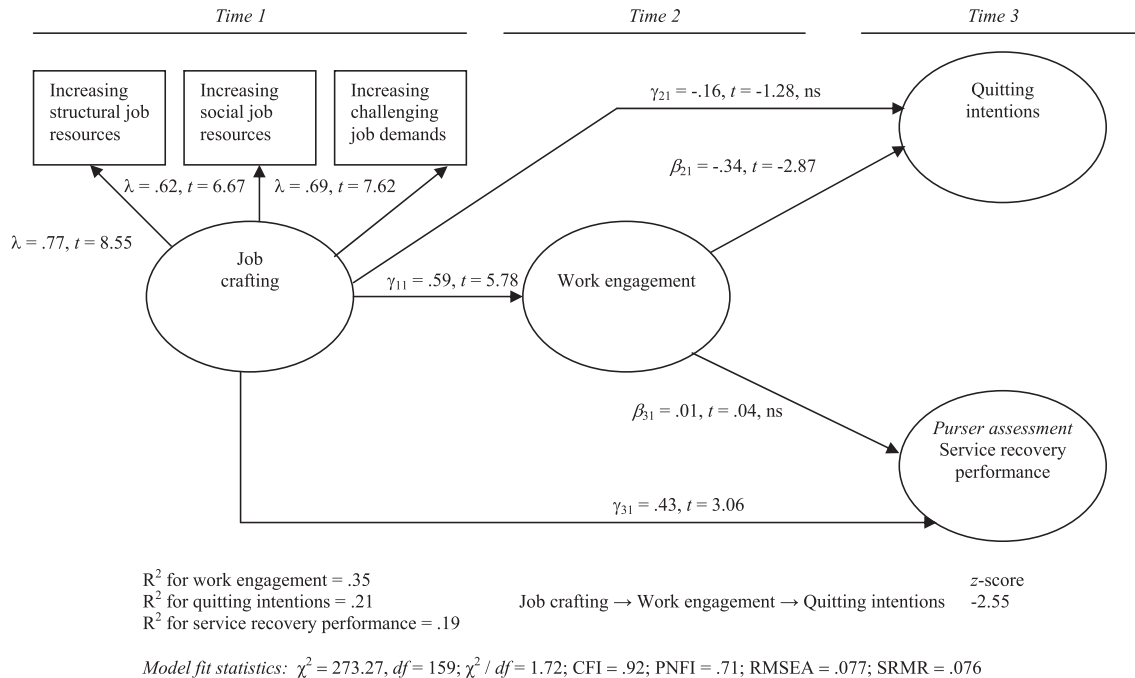 Time 1
Time 2
Time 3
Increasing
structural job
resources
Increasing
social job
resources
Increasing
challenging
job demands
Quitting
intentions
γ21 = -.16, t = -1.28, ns
β21 = -.34, t = -2.87
λ = .62, t = 6.67
λ = .69, t = 7.62
λ = .77, t = 8.55
Job
crafting
γ11 = .59, t = 5.78
Work engagement
β31 = .01, t = .04, ns
Purser assessment
Service recovery
performance
γ31 = .43, t = 3.06
R² for work engagement = .35
R² for quitting intentions = .21
R² for service recovery performance = .19
z-score
Job crafting → Work engagement → Quitting intentions -2.55
Model fit statistics: χ² = 273.27, df = 159; χ² / df = 1.72; CFI = .92; PNFI = .71; RMSEA = .077; SRMR = .076